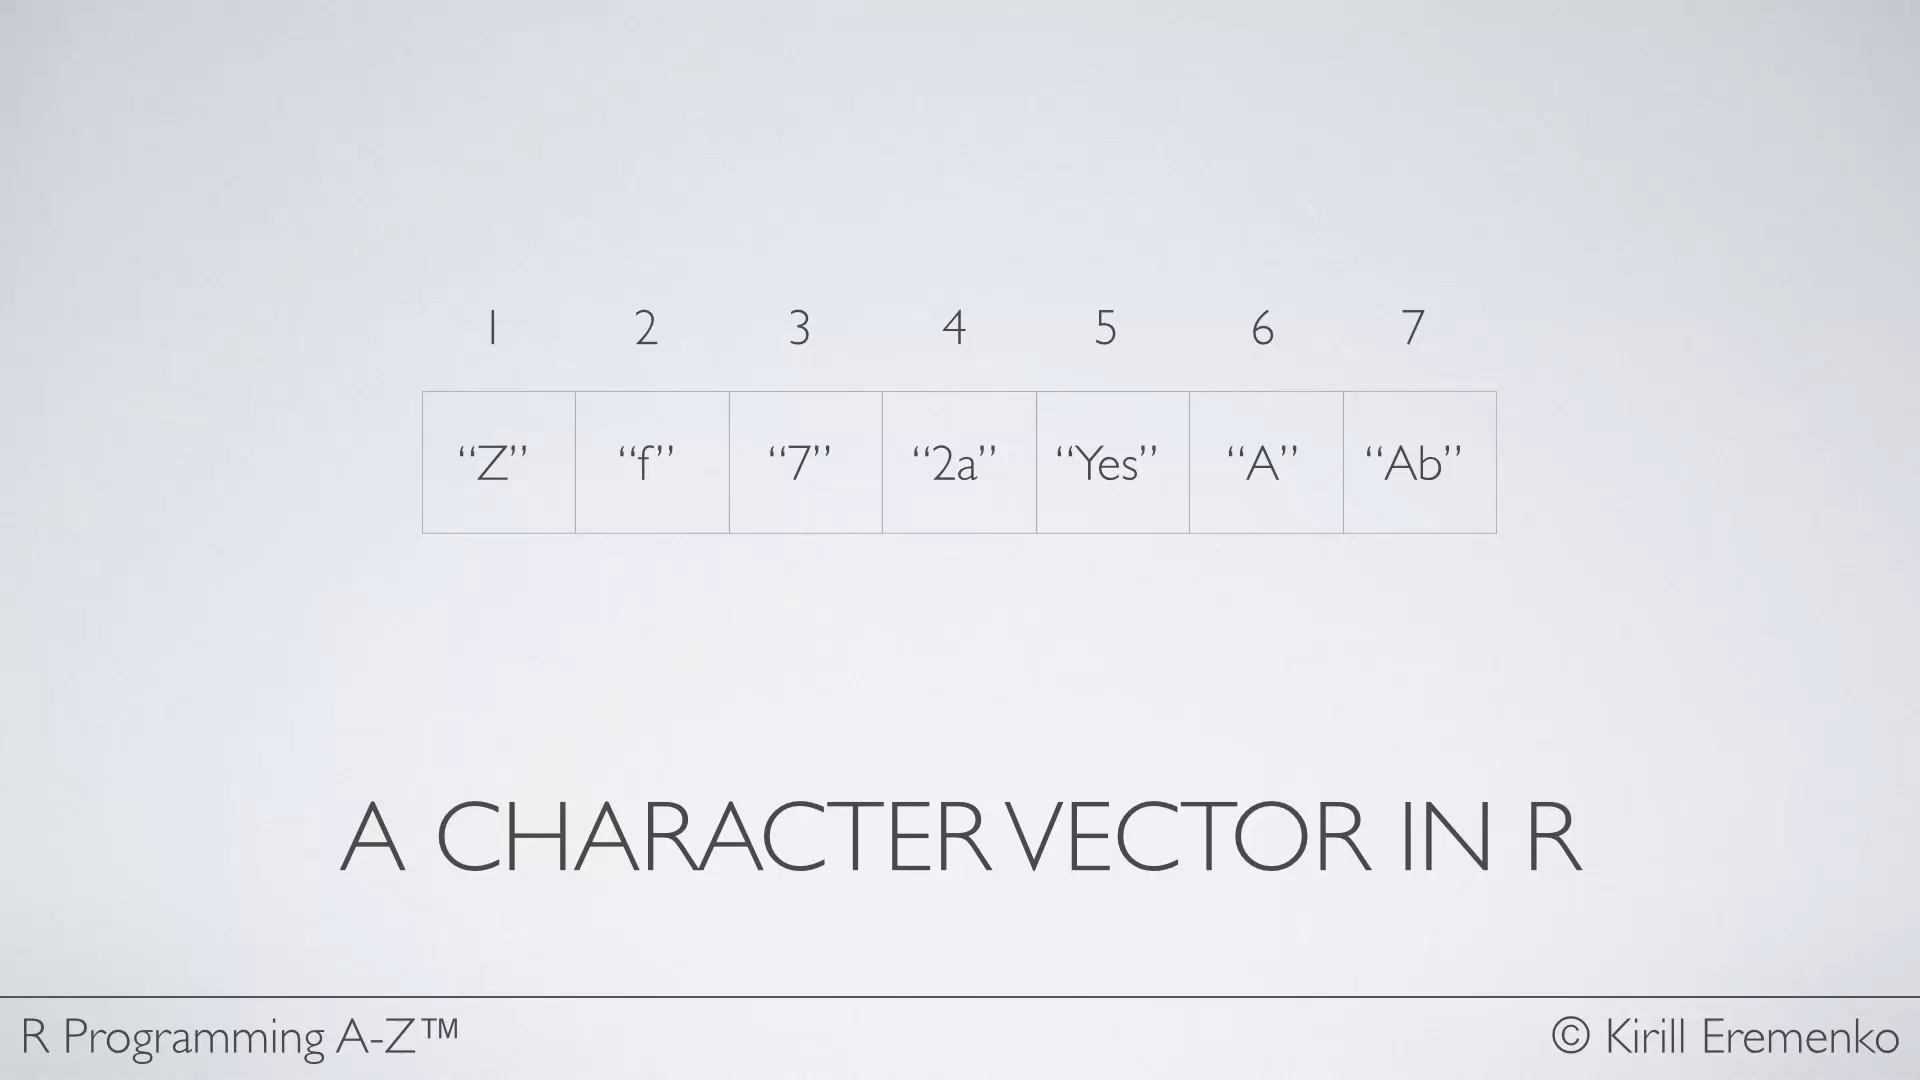 1 2 3 4 5 6 7
“Z” “f” “7” “2a” “Yes” “A” “Ab”
A CHARACTER VECTOR IN R
R Programming A-Z™ © Kirill Eremenko